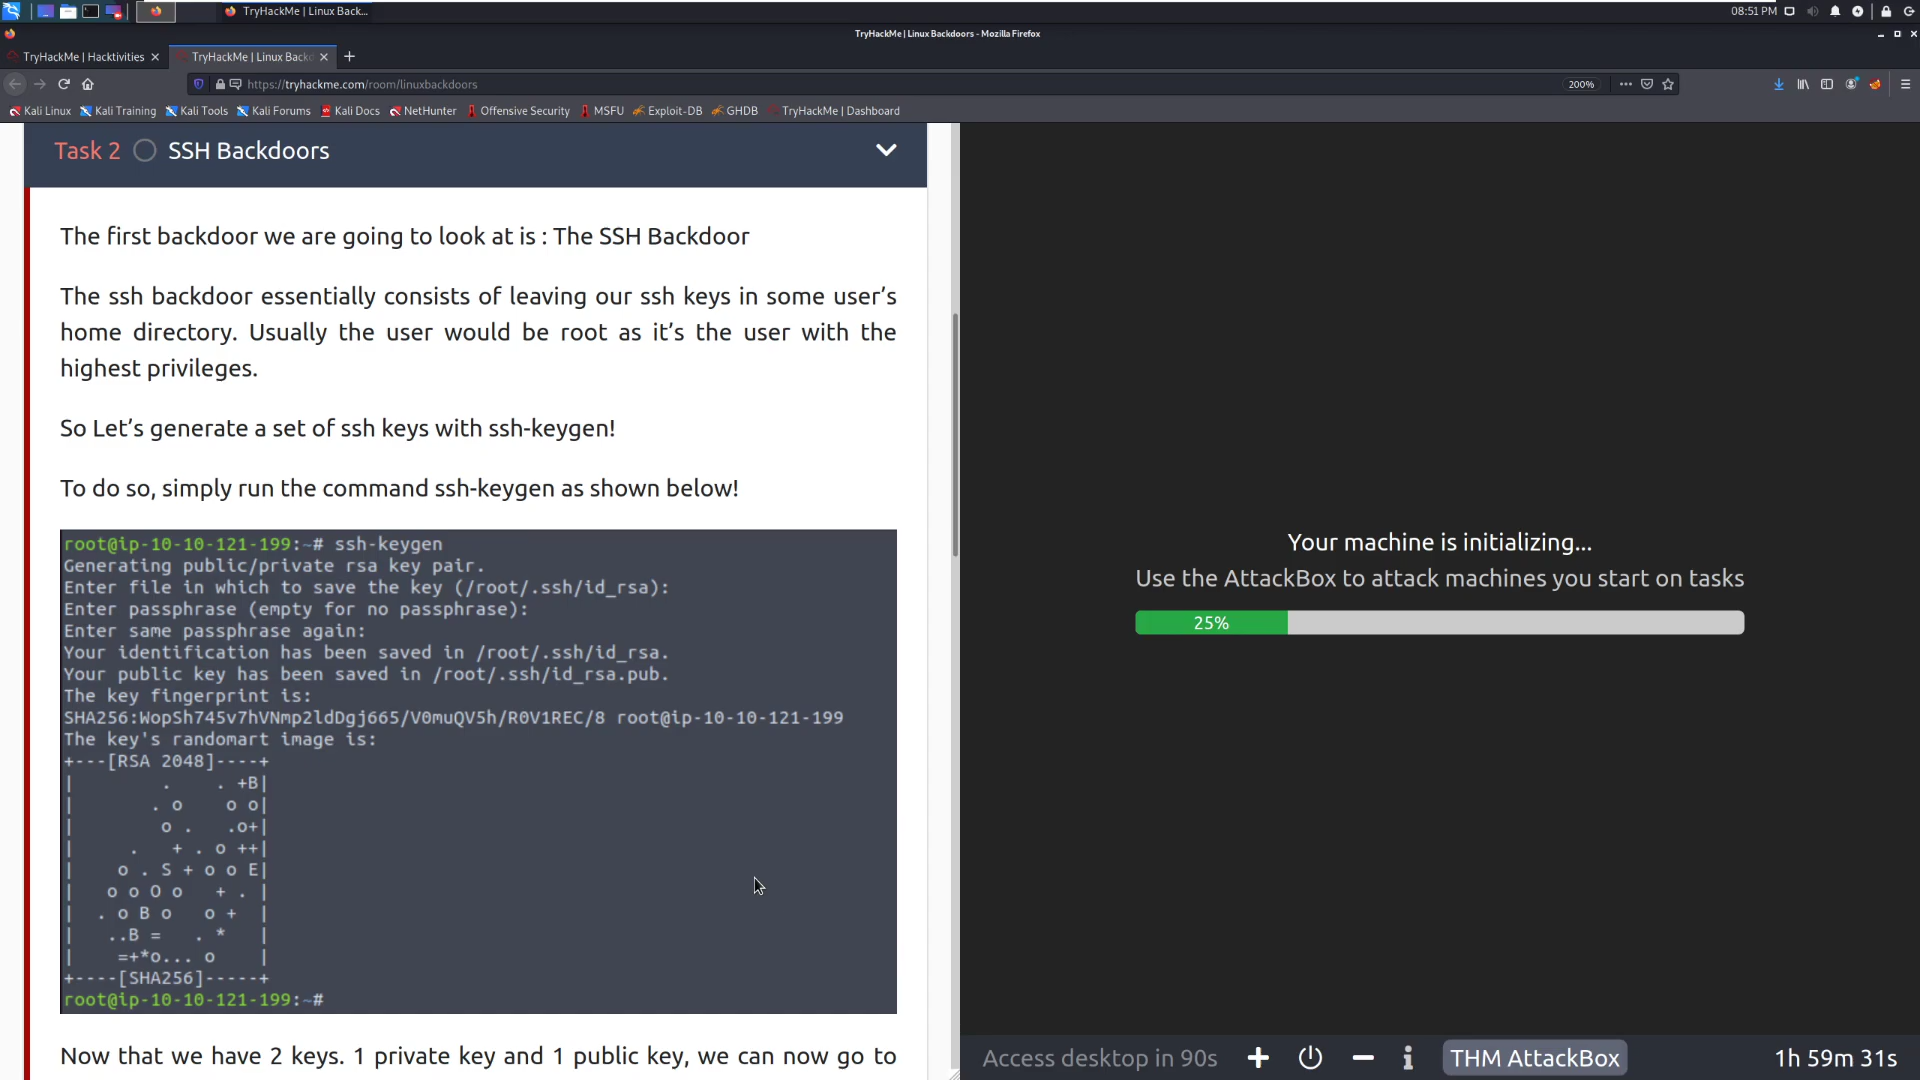 TryHackMe | Linux Back...
08:51 PM
TryHackMe | Linux Backdoors - Mozilla Firefox
TryHackMe | Hacktivities
TryHackMe | Linux Backdo
https://tryhackme.com/room/linuxbackdoors
200%
Kali Linux
Kali Training
Kali Tools
Kali Forums
Kali Docs
NetHunter
Offensive Security
MSFU
Exploit-DB
GHDB
TryHackMe | Dashboard
Task 2
SSH Backdoors
The first backdoor we are going to look at is : The SSH Backdoor
The ssh backdoor essentially consists of leaving our ssh keys in some user’s
home directory. Usually the user would be root as it’s the user with the
highest privileges.
So Let’s generate a set of ssh keys with ssh-keygen!
To do so, simply run the command ssh-keygen as shown below!
root@ip-10-10-121-199:~# ssh-keygen
Generating public/private rsa key pair.
Enter file in which to save the key (/root/.ssh/id_rsa):
Enter passphrase (empty for no passphrase):
Enter same passphrase again:
Your identification has been saved in /root/.ssh/id_rsa.
Your public key has been saved in /root/.ssh/id_rsa.pub.
The key fingerprint is:
SHA256:WopSh745v7hVNmp2ldDgj665/V0muQV5h/R0V1REC/8 root@ip-10-10-121-199
The key's randomart image is:
+---[RSA 2048]----+
|        .    . +B|
|       . o    o o|
|        o .   .o+|
|     .   + . o ++|
|    o . S + o o E|
|   o o O o   + . |
|  . o B o  o +  |
|   ..B =   . *   |
|    =+*o... o    |
+----[SHA256]-----+
root@ip-10-10-121-199:~#
Now that we have 2 keys. 1 private key and 1 public key, we can now go to
Your machine is initializing...
Use the AttackBox to attack machines you start on tasks
25%
Access desktop in 90s
THM AttackBox
1h 59m 31s